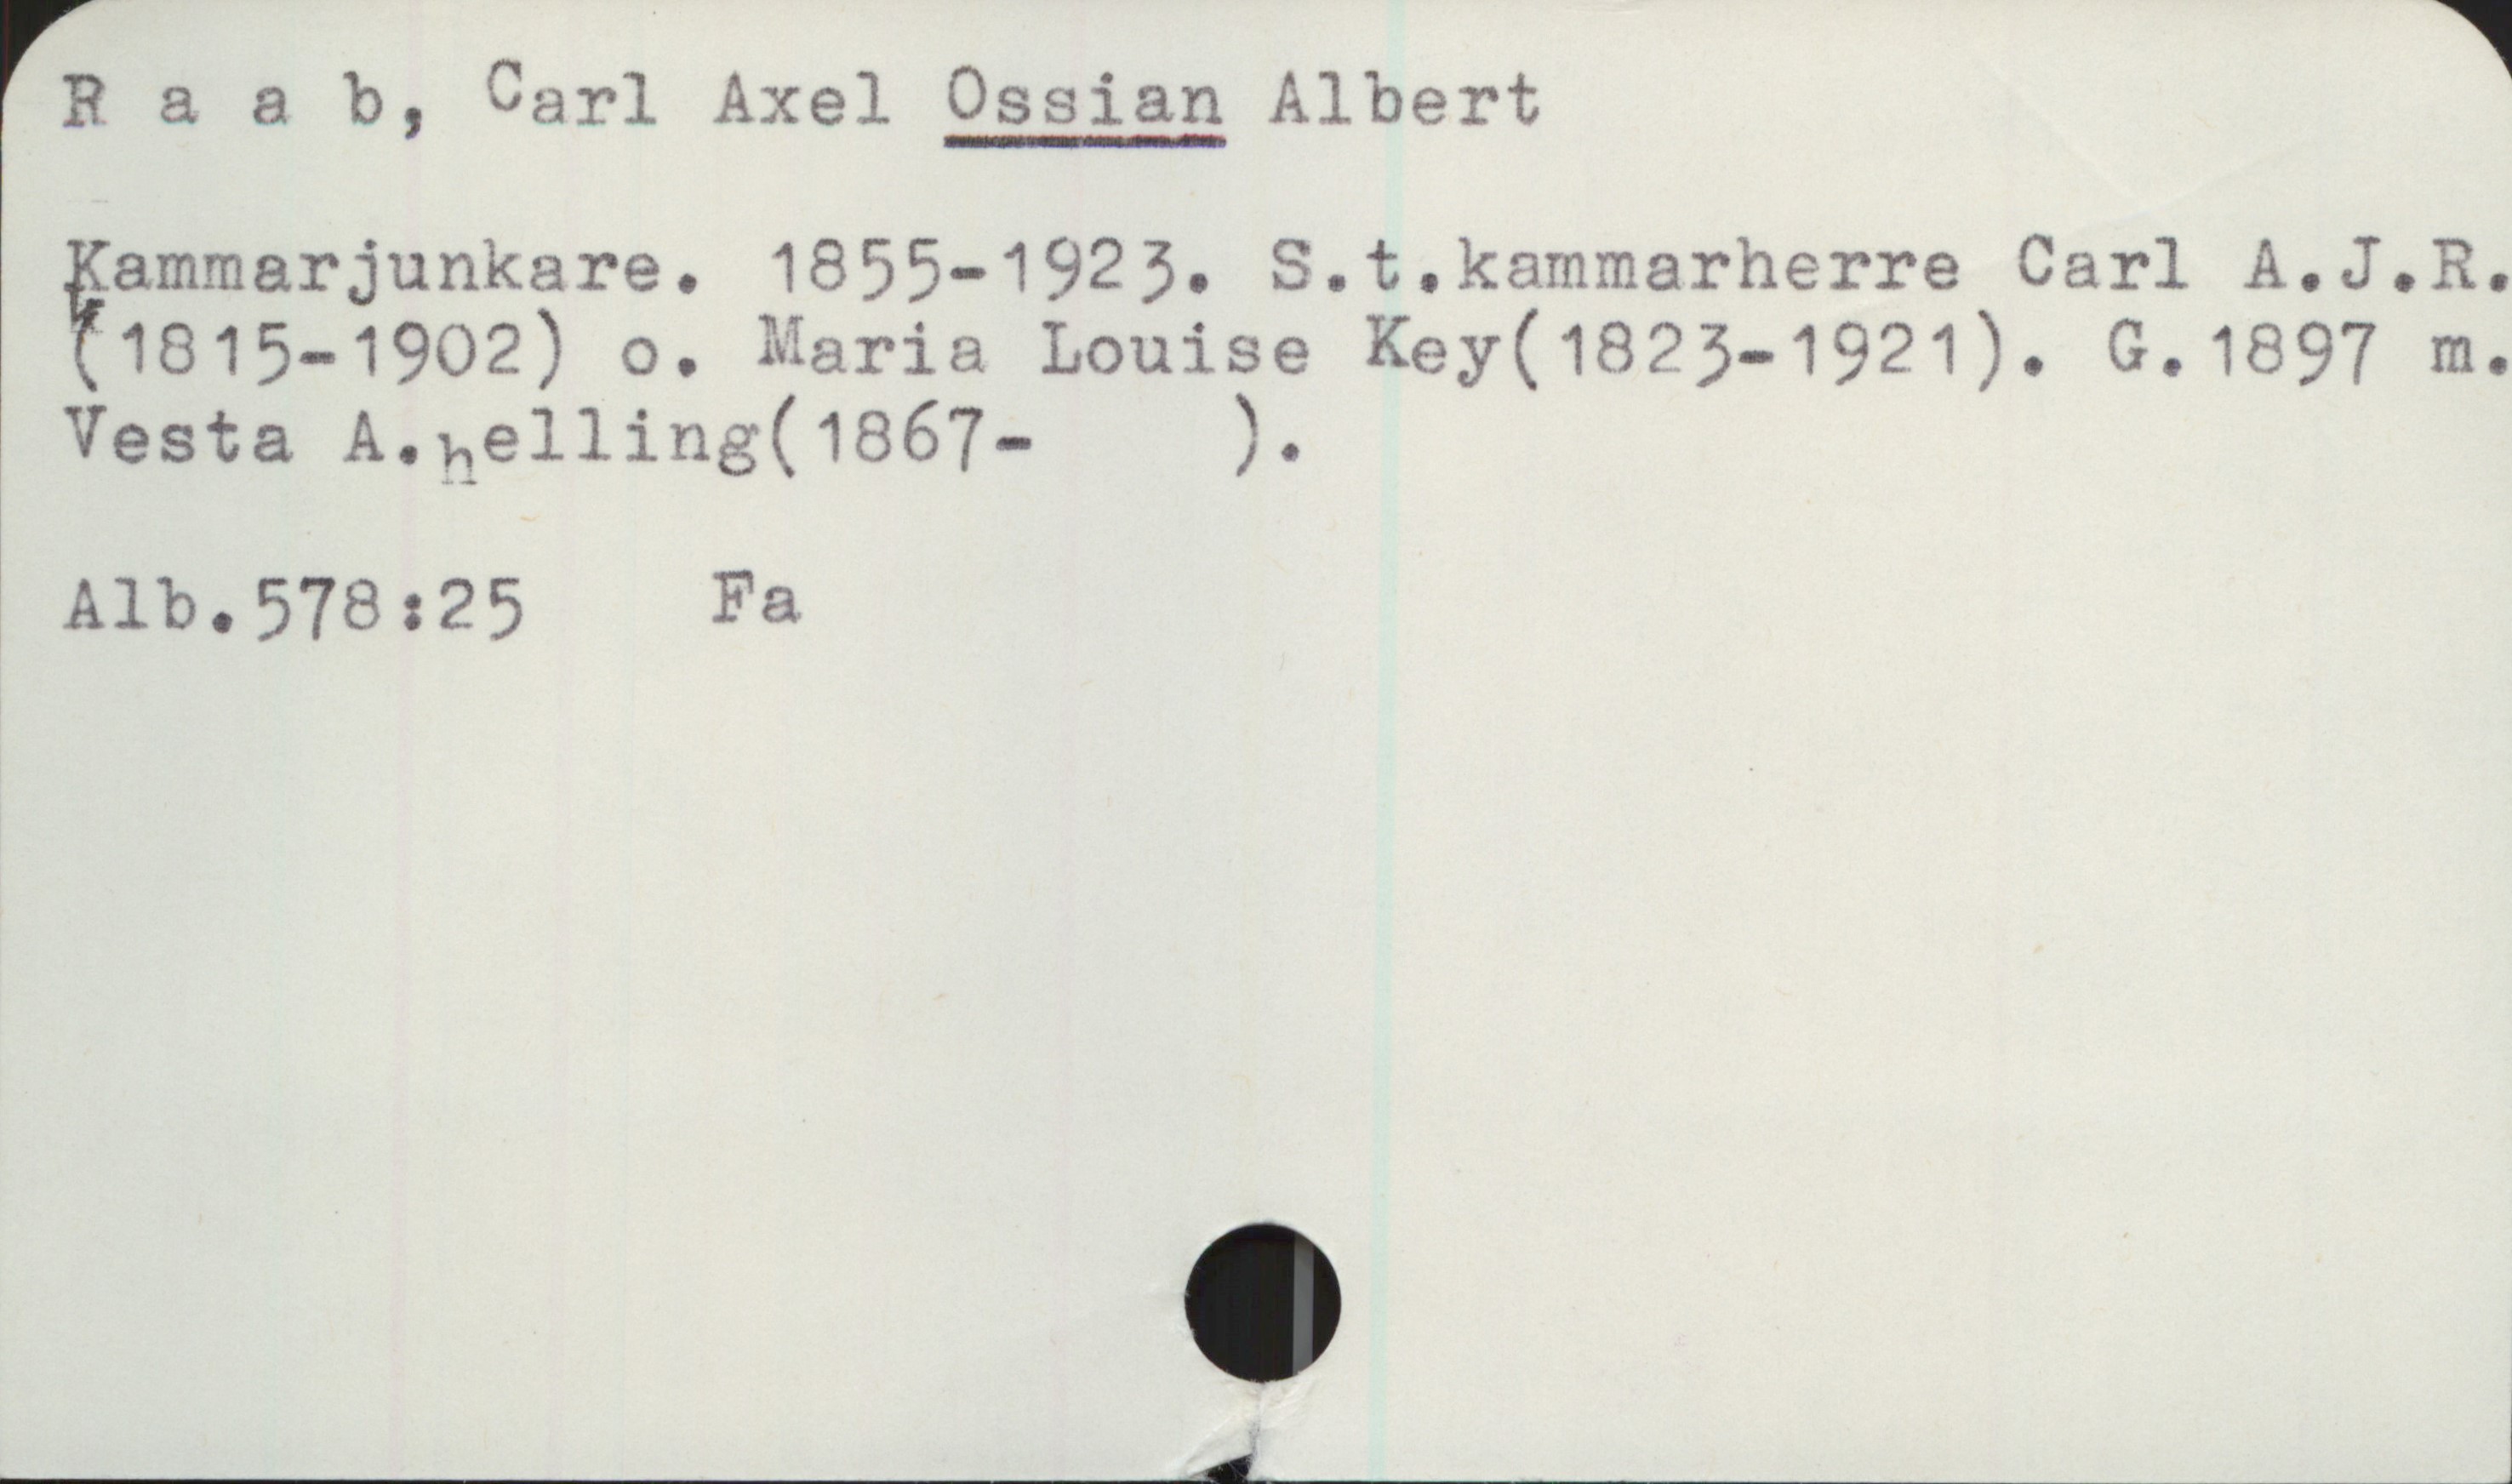 R a a b, Carl Axel Ossian Albert
Kammarjunkare. 1855-1923. S.t.kammarherre Carl A.J.R.
(1815-1902) o. Maria Louise Key(1823-1921). G.1897 m.
Vesta A.helling(1867- ).
Alb.578:25 Fa